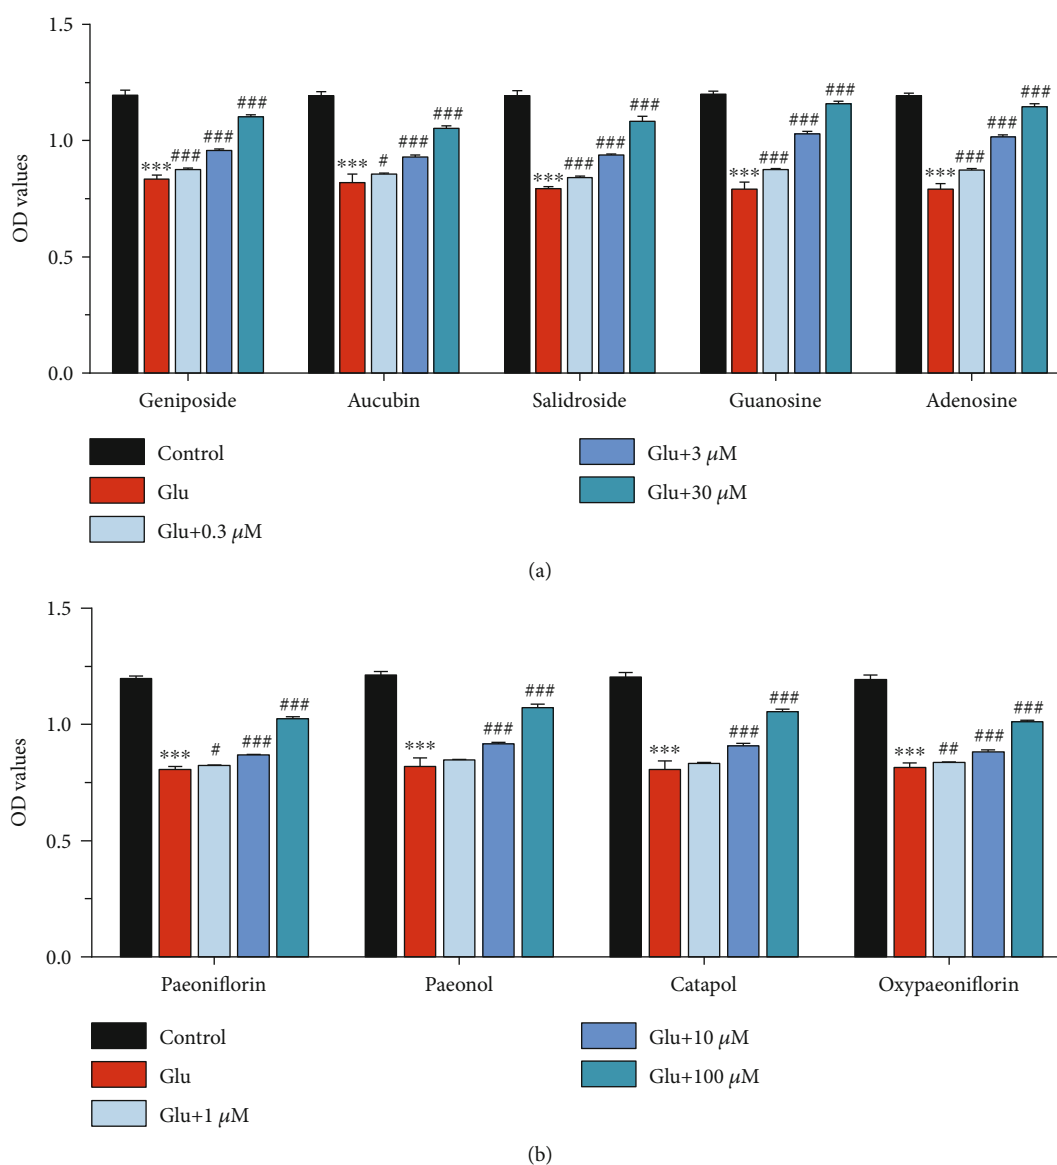 1.5
1.0
0.5
0.0
OD values
*** ### ### ###
*** # ### ###
*** ### ### ###
*** ### ### ###
*** ### ### ###
Geniposide Aucubin Salidroside Guanosine Adenosine
Control
Glu
Glu+0.3 μM
Glu+3 μM
Glu+30 μM
(a)
1.5
1.0
0.5
0.0
OD values
*** # ### ###
*** ### ###
*** ### ###
*** ## ### ###
Paeoniflorin Paeonol Catapol Oxypaeoniflorin
Control
Glu
Glu+1 μM
Glu+10 μM
Glu+100 μM
(b)